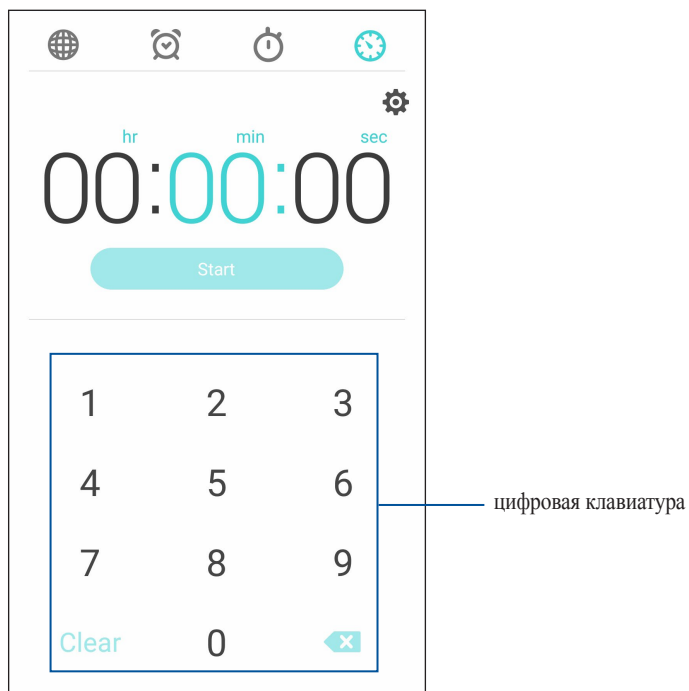 hr min sec
00:00:00
Start
1 2 3
4 5 6
цифровая клавиатура
7 8 9
Clear 0